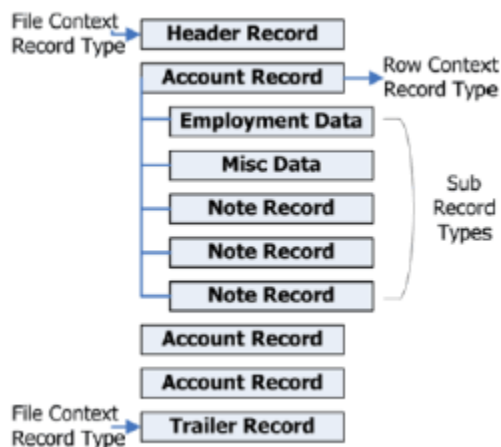 File Context
Record Type
Header Record
Account Record
Row Context
Record Type
Employment Data
Misc Data
Note Record
Note Record
Note Record
Sub
Record
Types
Account Record
Account Record
File Context
Record Type
Trailer Record